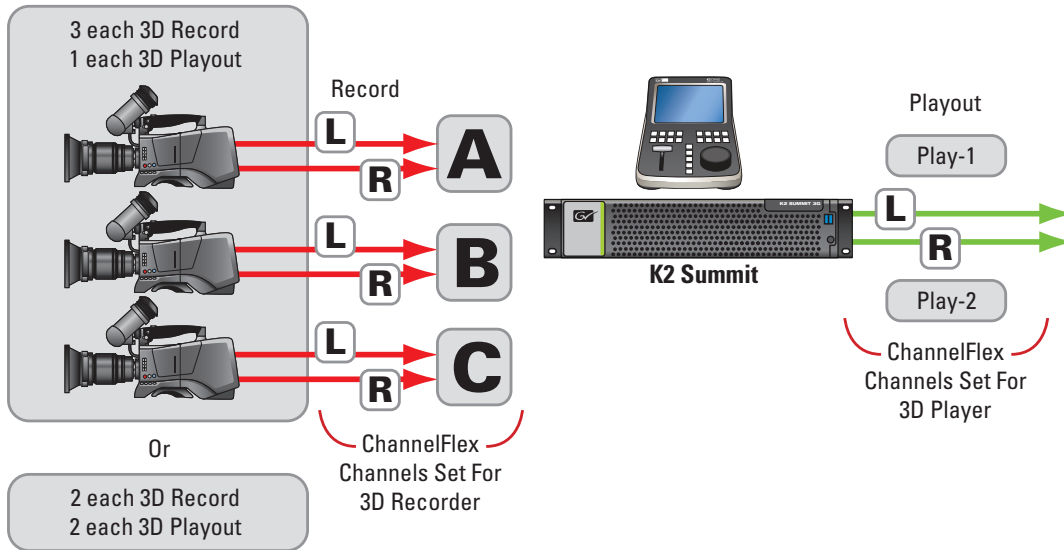 3 each 3D Record
1 each 3D Playout
Record
L
R
A
L
R
B
L
R
C
ChannelFlex
Channels Set For
3D Recorder
Or
2 each 3D Record
2 each 3D Playout
K2 SUMMIT 3G
K2 Summit
Playout
Play-1
L
R
Play-2
ChannelFlex
Channels Set For
3D Player